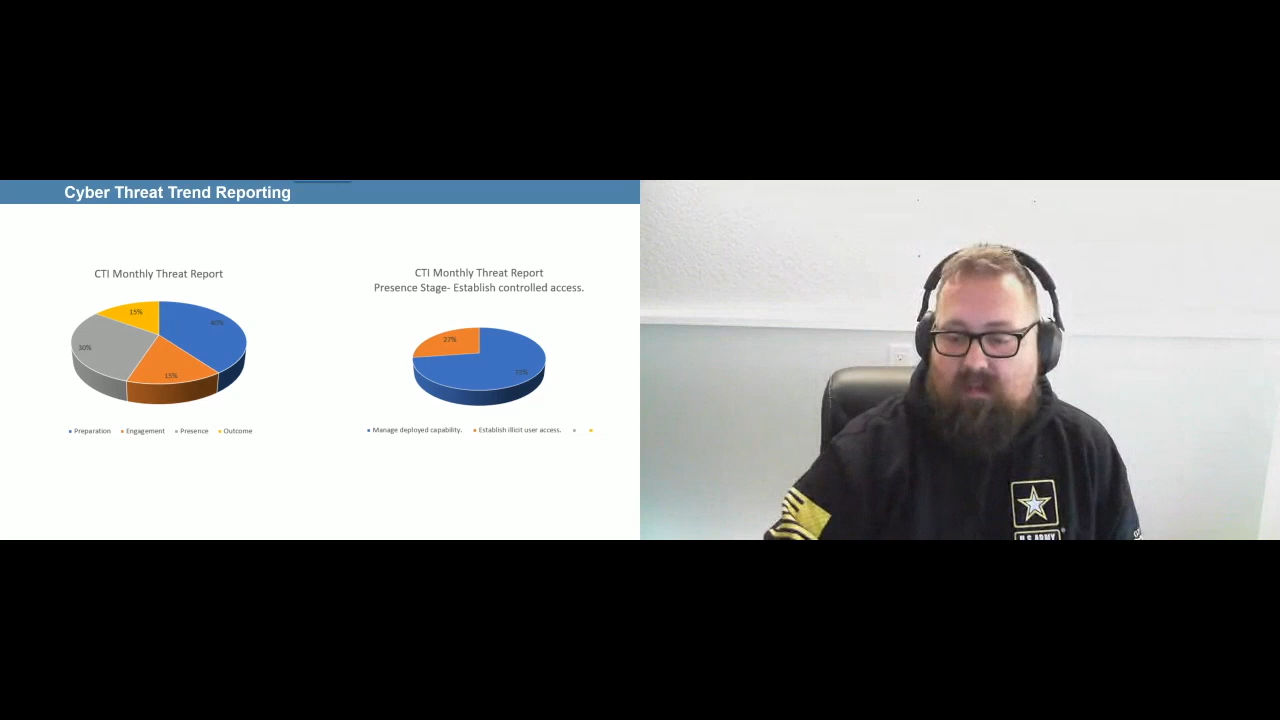 Cyber Threat Trend Reporting
CTI Monthly Threat Report
15%
40%
30%
15%
Preparation Engagement Presence Outcome
CTI Monthly Threat Report
Presence Stage- Establish controlled access.
27%
73%
Manage deployed capability. Establish illicit user access.
U.S. ARMY